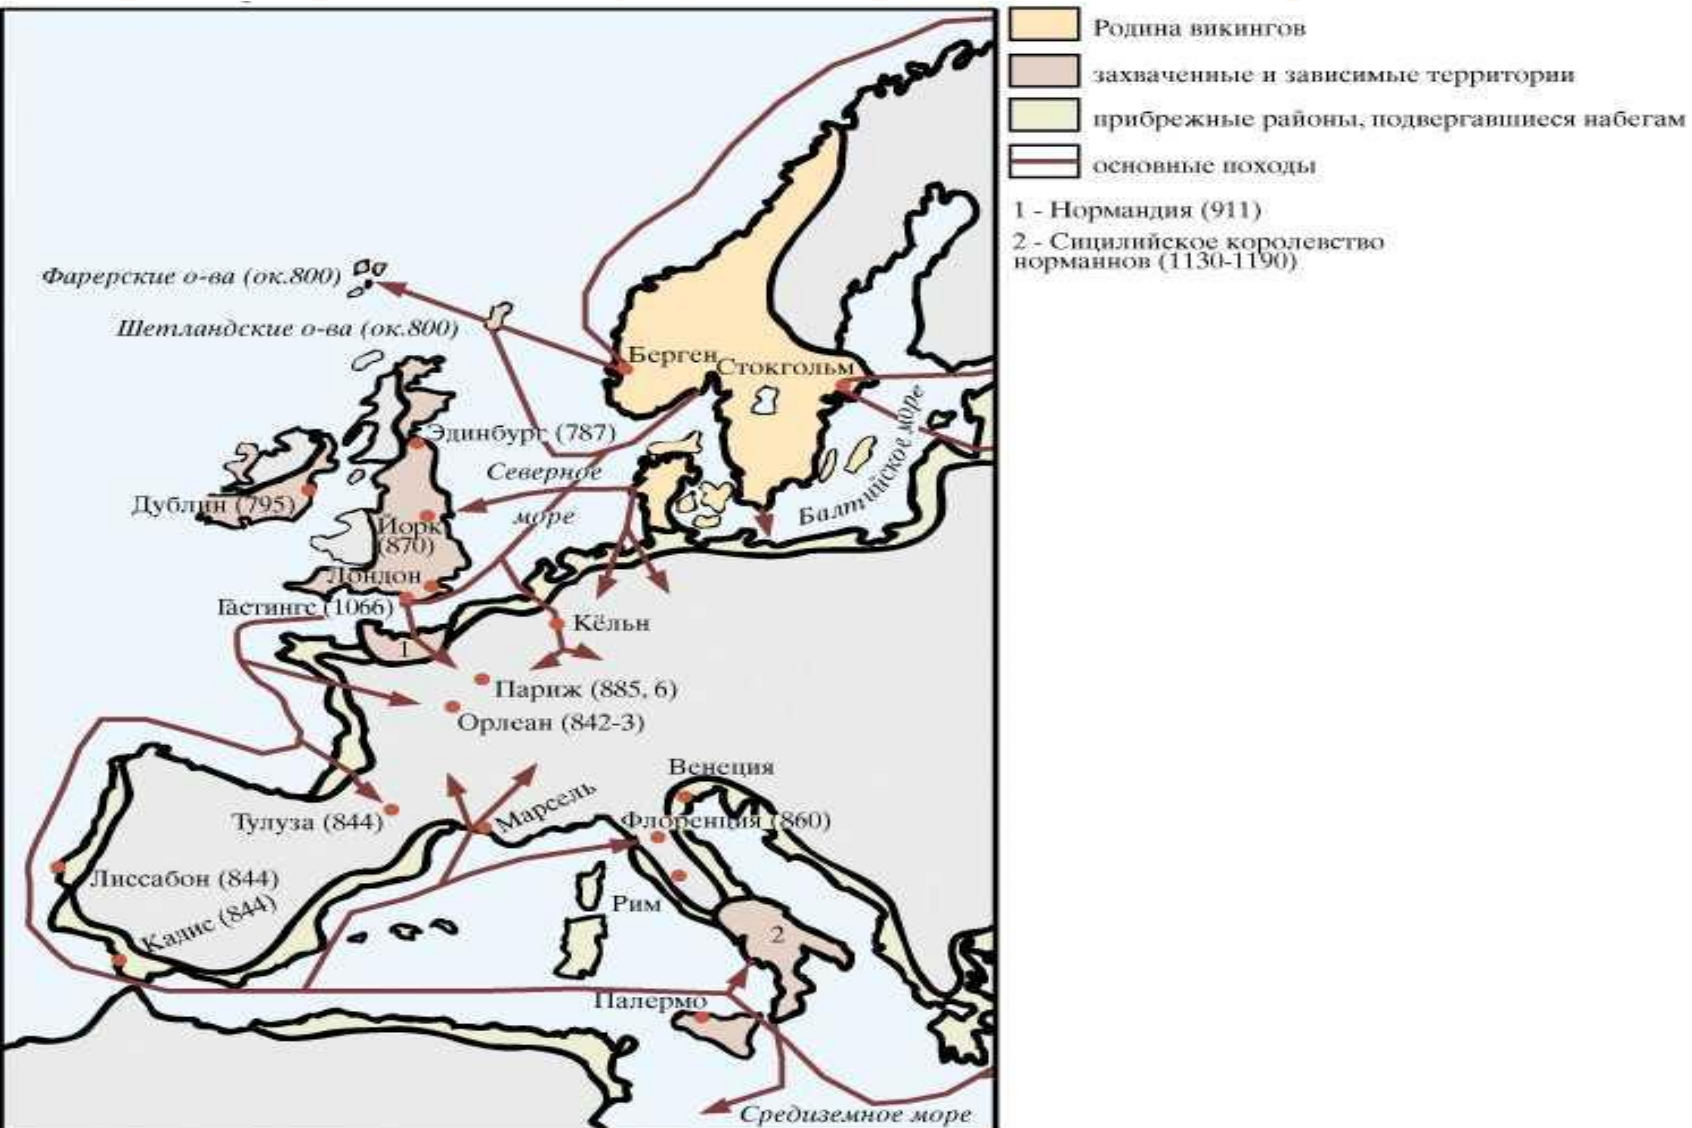 Родина викингов
захваченные и зависимые территории
прибрежные районы, подвергавшиеся набегам
основные походы
1 - Нормандия (911)
2 - Сицилийское королевство
норманнов (1130-1190)
Фарерские о-ва (ок.800)
Шетландские о-ва (ок.800)
Берген
Стокгольм
Эдинбург (787)
Северное
море
Балтийское море
Дублин (795)
Йорк
(870)
Лондон
Гастингс (1066)
Кёльн
1
Париж (885, 6)
Орлеан (842-3)
Венеция
Марсель
Флоренция (860)
Тулуза (844)
Лиссабон (844)
Кадис (844)
Рим
2
Палермо
Средиземное море